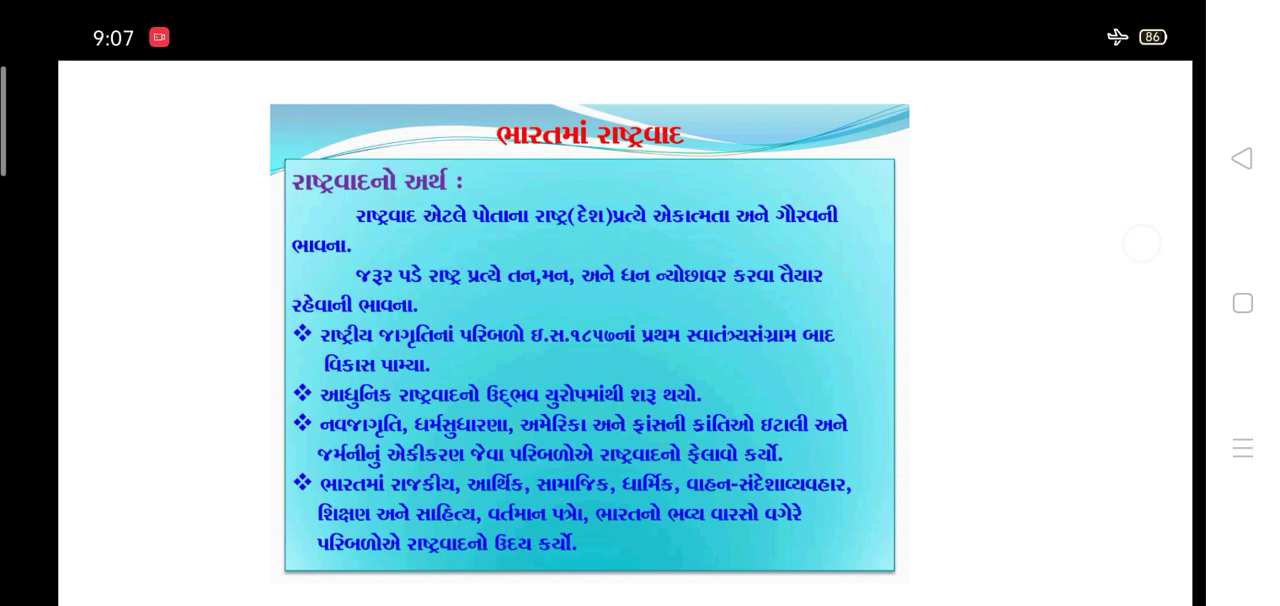 9:07
86
ભારતમાં રાષ્ટ્રવાદ
રાષ્ટ્રવાદનો અર્થ :
રાષ્ટ્રવાદ એટલે પોતાના રાષ્ટ્ર(દેશ)પ્રત્યે એકાત્મતા અને ગૌરવની
ભાવના.
જરૂર પડે રાષ્ટ્ર પ્રત્યે તન,મન, અને ધન ન્યોછાવર કરવા તૈયાર
રહેવાની ભાવના.
❖ રાષ્ટ્રીય જાગૃતિનાં પરિબળો ઇ.સ.૧૮૫૭નાં પ્રથમ સ્વાતંત્ર્યસંગ્રામ બાદ
વિકાસ પામ્યા.
❖ આધુનિક રાષ્ટ્રવાદનો ઉદ્ભવ યુરોપમાંથી શરૂ થયો.
❖ નવજાગૃતિ, ધર્મસુધારણા, અમેરિકા અને ફ્રાંસની ક્રાંતિઓ ઇટાલી અને
જર્મનીનું એકીકરણ જેવા પરિબળોએ રાષ્ટ્રવાદનો ફેલાવો કર્યો.
❖ ભારતમાં રાજકીય, આર્થિક, સામાજિક, ધાર્મિક, વાહન-સંદેશાવ્યવહાર,
શિક્ષણ અને સાહિત્ય, વર્તમાન પત્રો, ભારતનો ભવ્ય વારસો વગેરે
પરિબળોએ રાષ્ટ્રવાદનો ઉદય કર્યો.